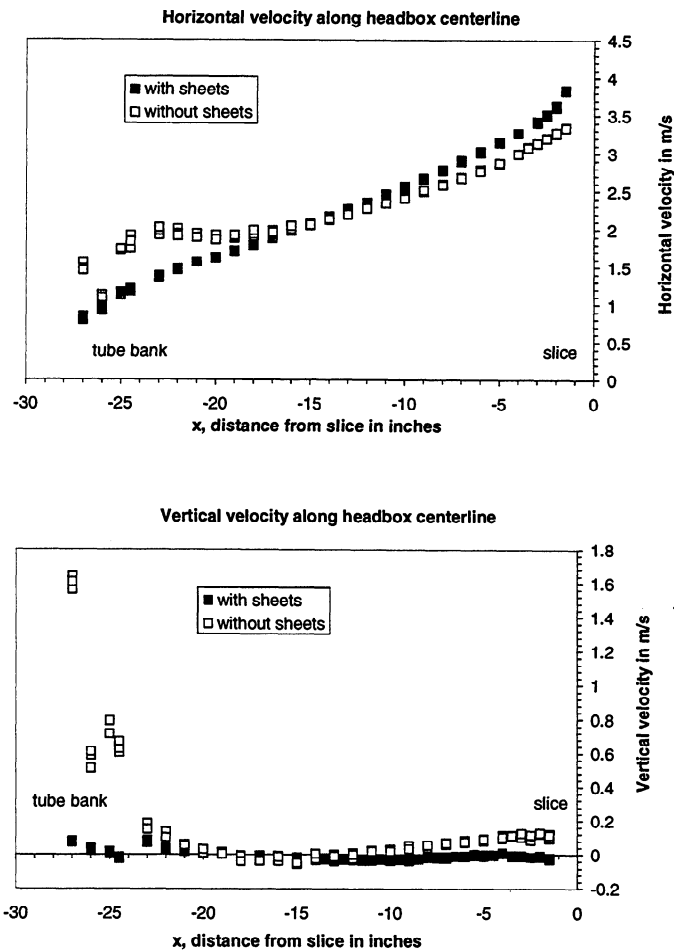 Horizontal velocity along headbox centerline
4.5
4
3.5
3
2.5
2
1.5
1
0.5
0
Horizontal velocity in m/s
with sheets
without sheets
tube bank
slice
-30 -25 -20 -15 -10 -5 0
x, distance from slice in inches
Vertical velocity along headbox centerline
1.8
1.6
1.4
1.2
1
0.8
0.6
0.4
0.2
0
-0.2
Vertical velocity in m/s
with sheets
without sheets
tube bank
slice
-30 -25 -20 -15 -10 -5 0
x, distance from slice in inches